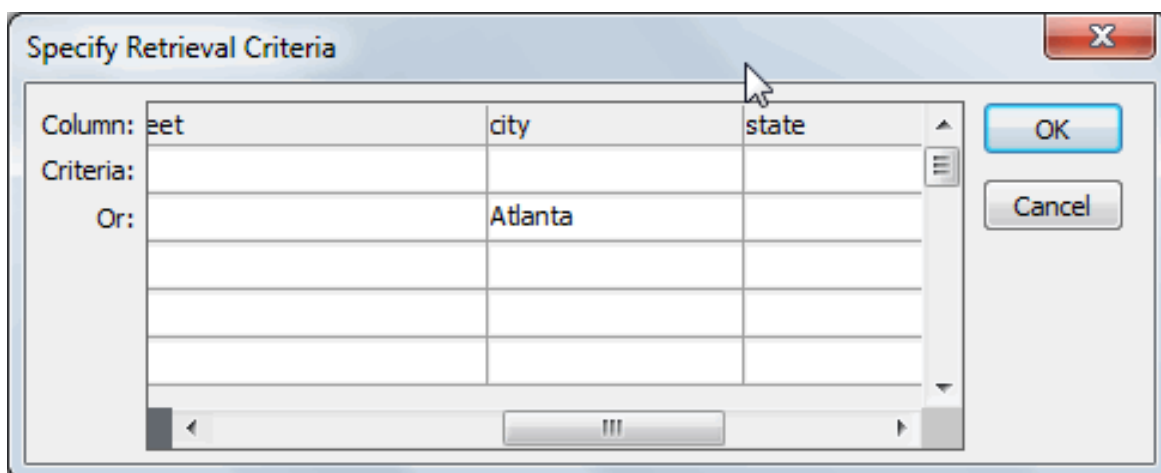 Specify Retrieval Criteria
Column: eet city state OK
Criteria:
Or: Atlanta Cancel